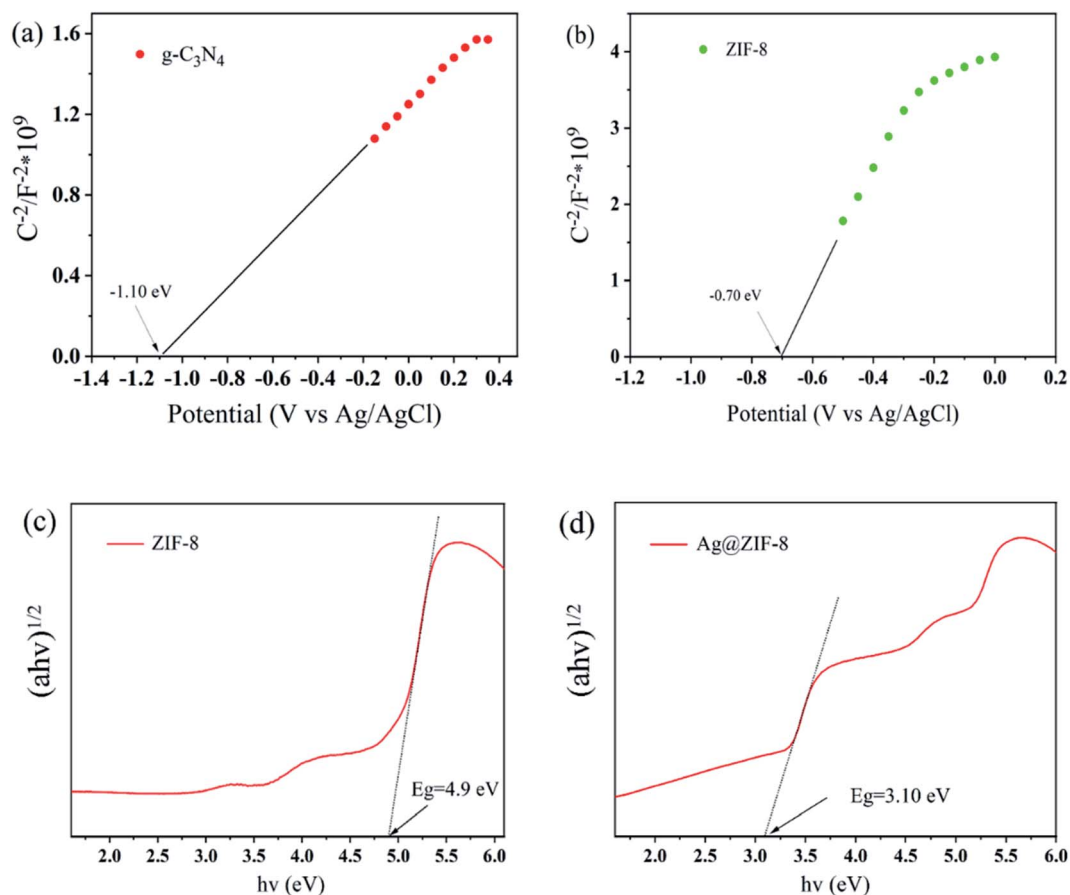 (a)
g-C₃N₄
C⁻²/F⁻²*10⁹
1.6
1.2
0.8
0.4
0.0
-1.10 eV
-1.4 -1.2 -1.0 -0.8 -0.6 -0.4 -0.2 0.0 0.2 0.4
Potential (V vs Ag/AgCl)
(b)
ZIF-8
C⁻²/F⁻²*10⁹
4
3
2
1
0
-0.70 eV
-1.2 -1.0 -0.8 -0.6 -0.4 -0.2 0.0 0.2
Potential (V vs Ag/AgCl)
(c)
ZIF-8
(ahv)¹/²
Eg=4.9 eV
2.0 2.5 3.0 3.5 4.0 4.5 5.0 5.5 6.0
hv (eV)
(d)
Ag@ZIF-8
(ahv)¹/²
Eg=3.10 eV
2.0 2.5 3.0 3.5 4.0 4.5 5.0 5.5 6.0
hv (eV)